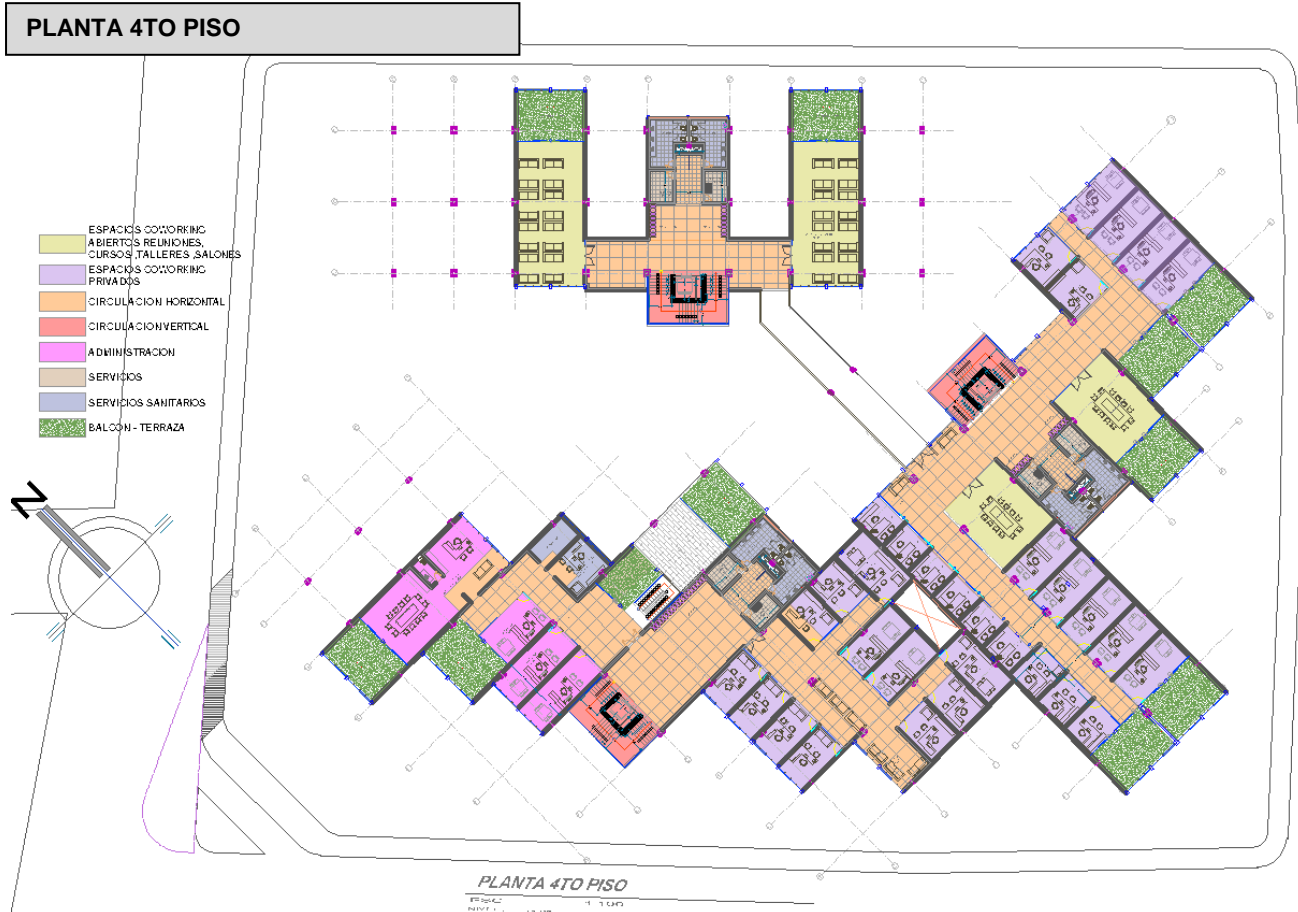 PLANTA 4TO PISO
ESPACIOS COWORKING
ABIERTOS REUNIONES,
CURSOS ,TALLERES ,SALONES
ESPACIOS COWORKING
PRIVADOS
CIRCULACION HORIZONTAL
CIRCULACION VERTICAL
ADMINISTRACION
SERVICIOS
SERVICIOS SANITARIOS
BALCON - TERRAZA
N
PLANTA 4TO PISO